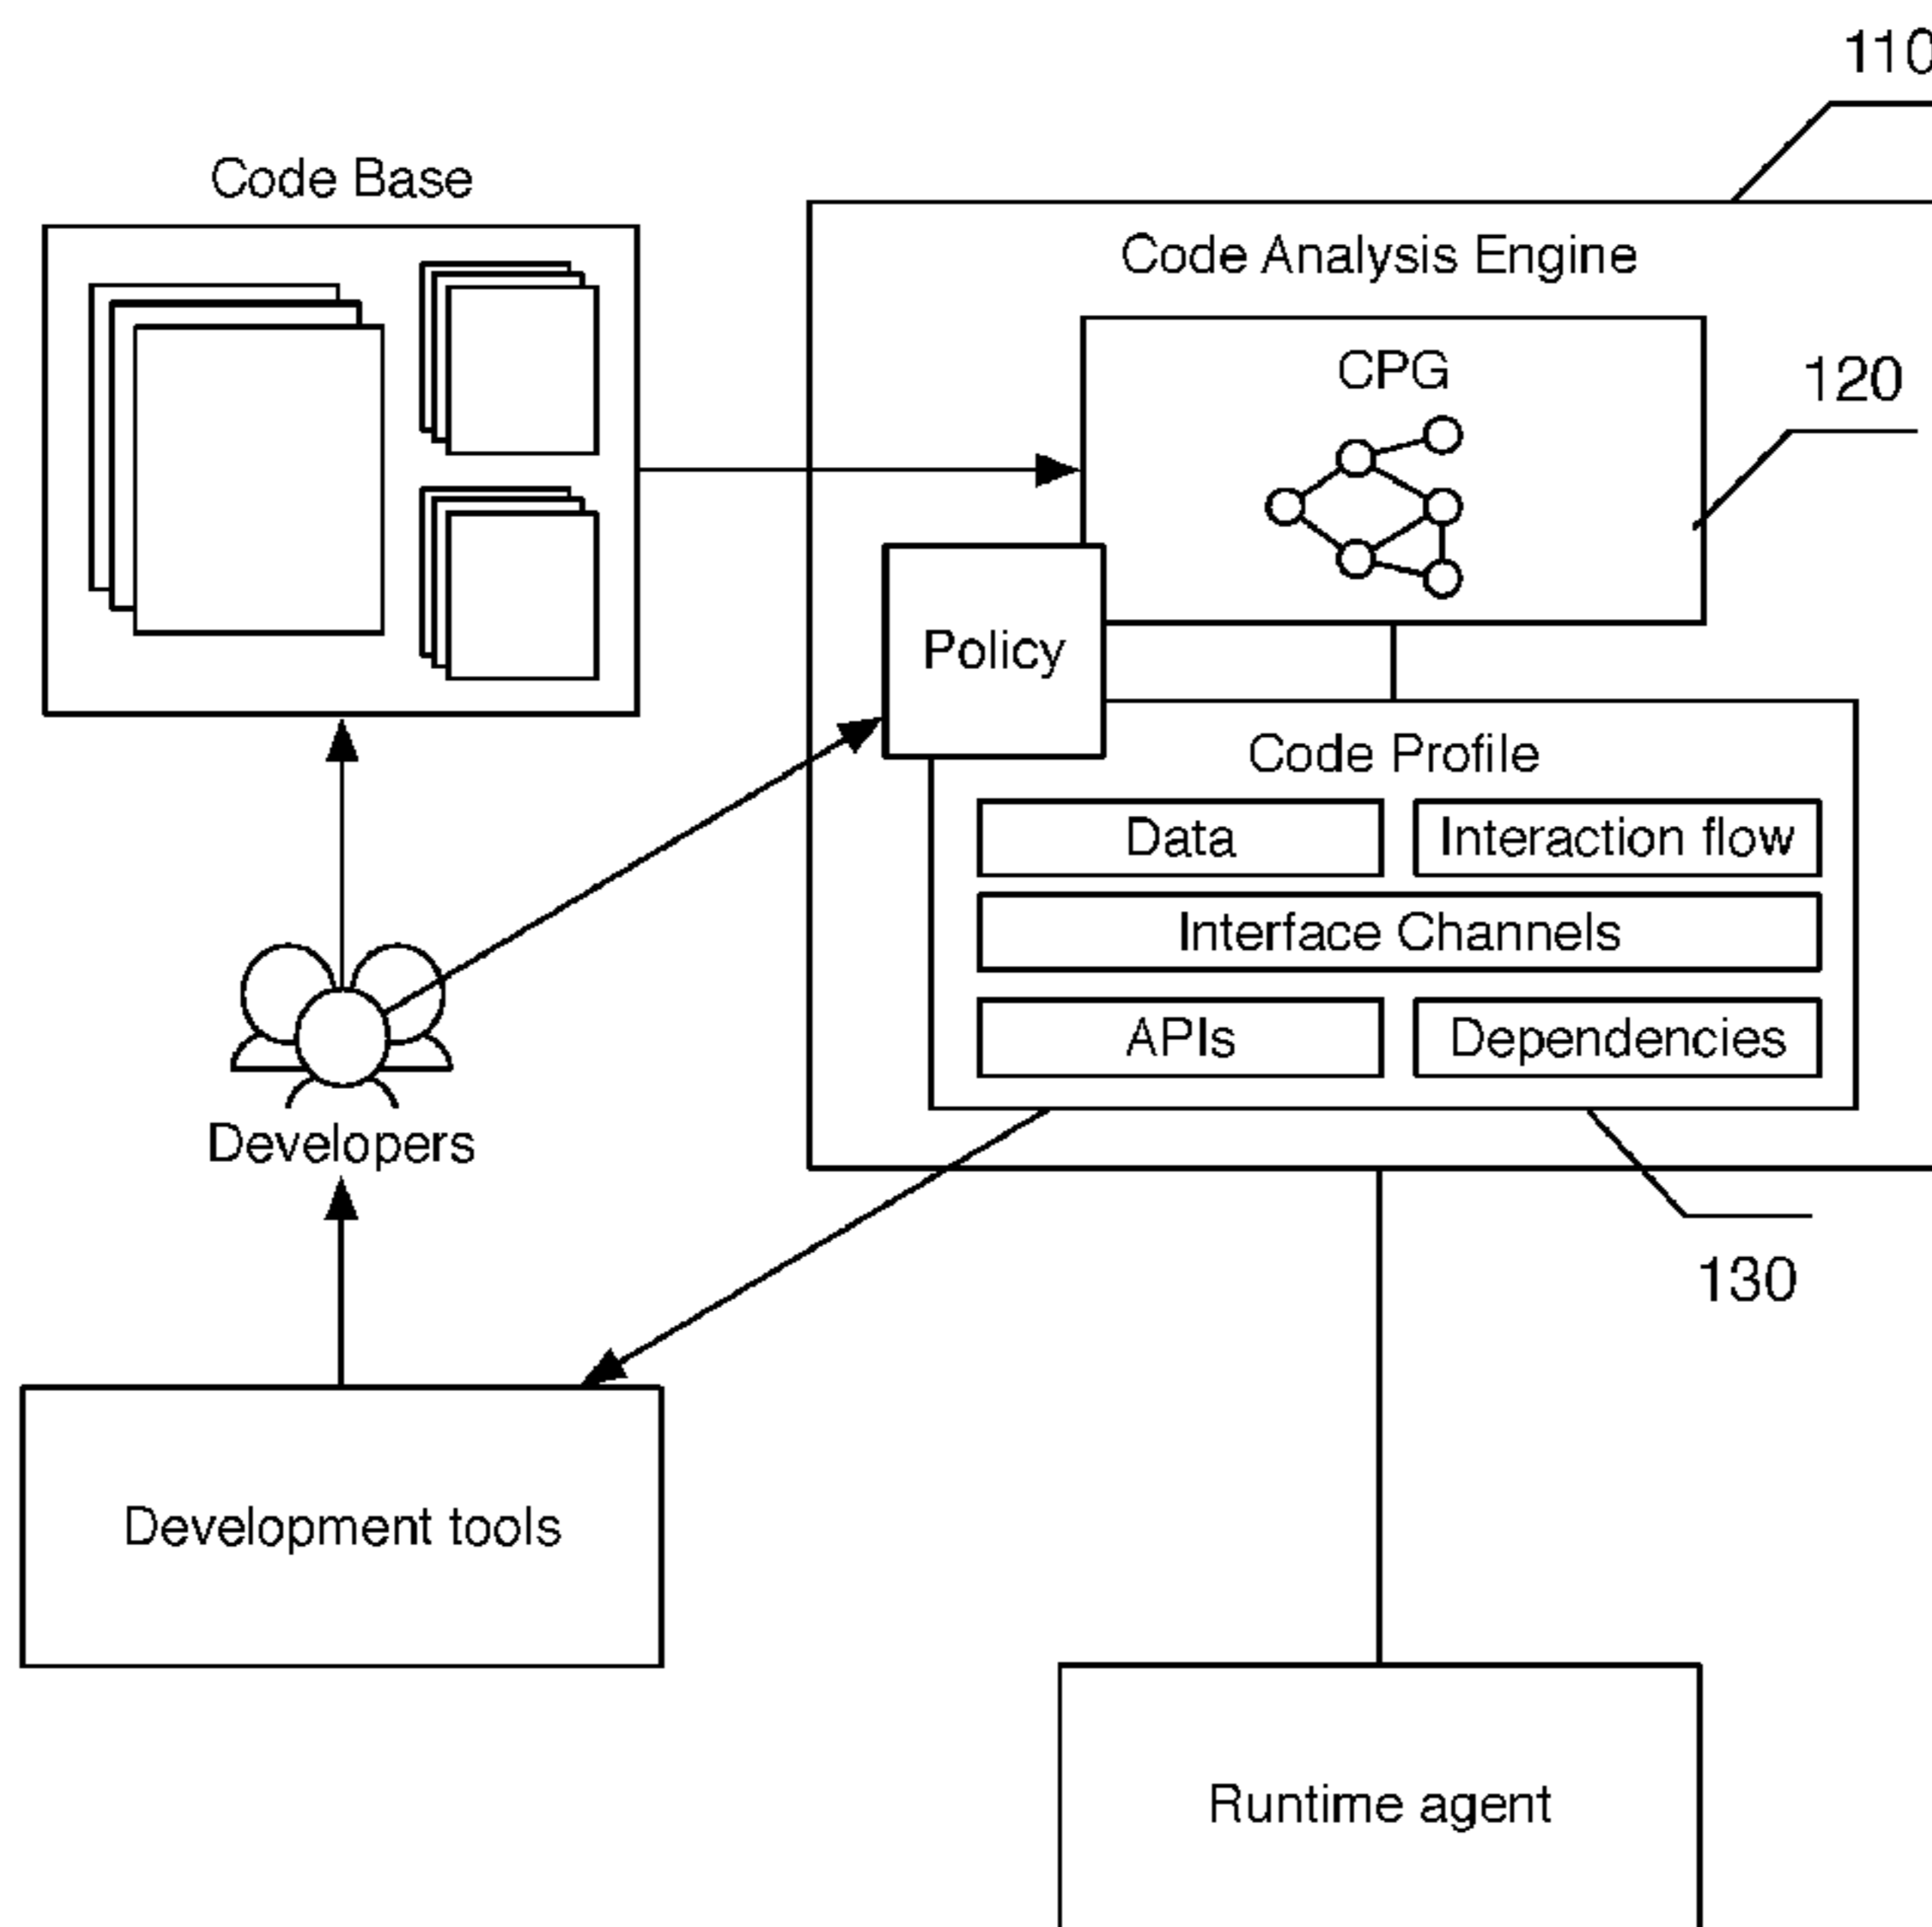 110
Code Base
Code Analysis Engine
CPG
120
Policy
Code Profile
Data
Interaction flow
Interface Channels
APIs
Dependencies
Developers
130
Development tools
Runtime agent